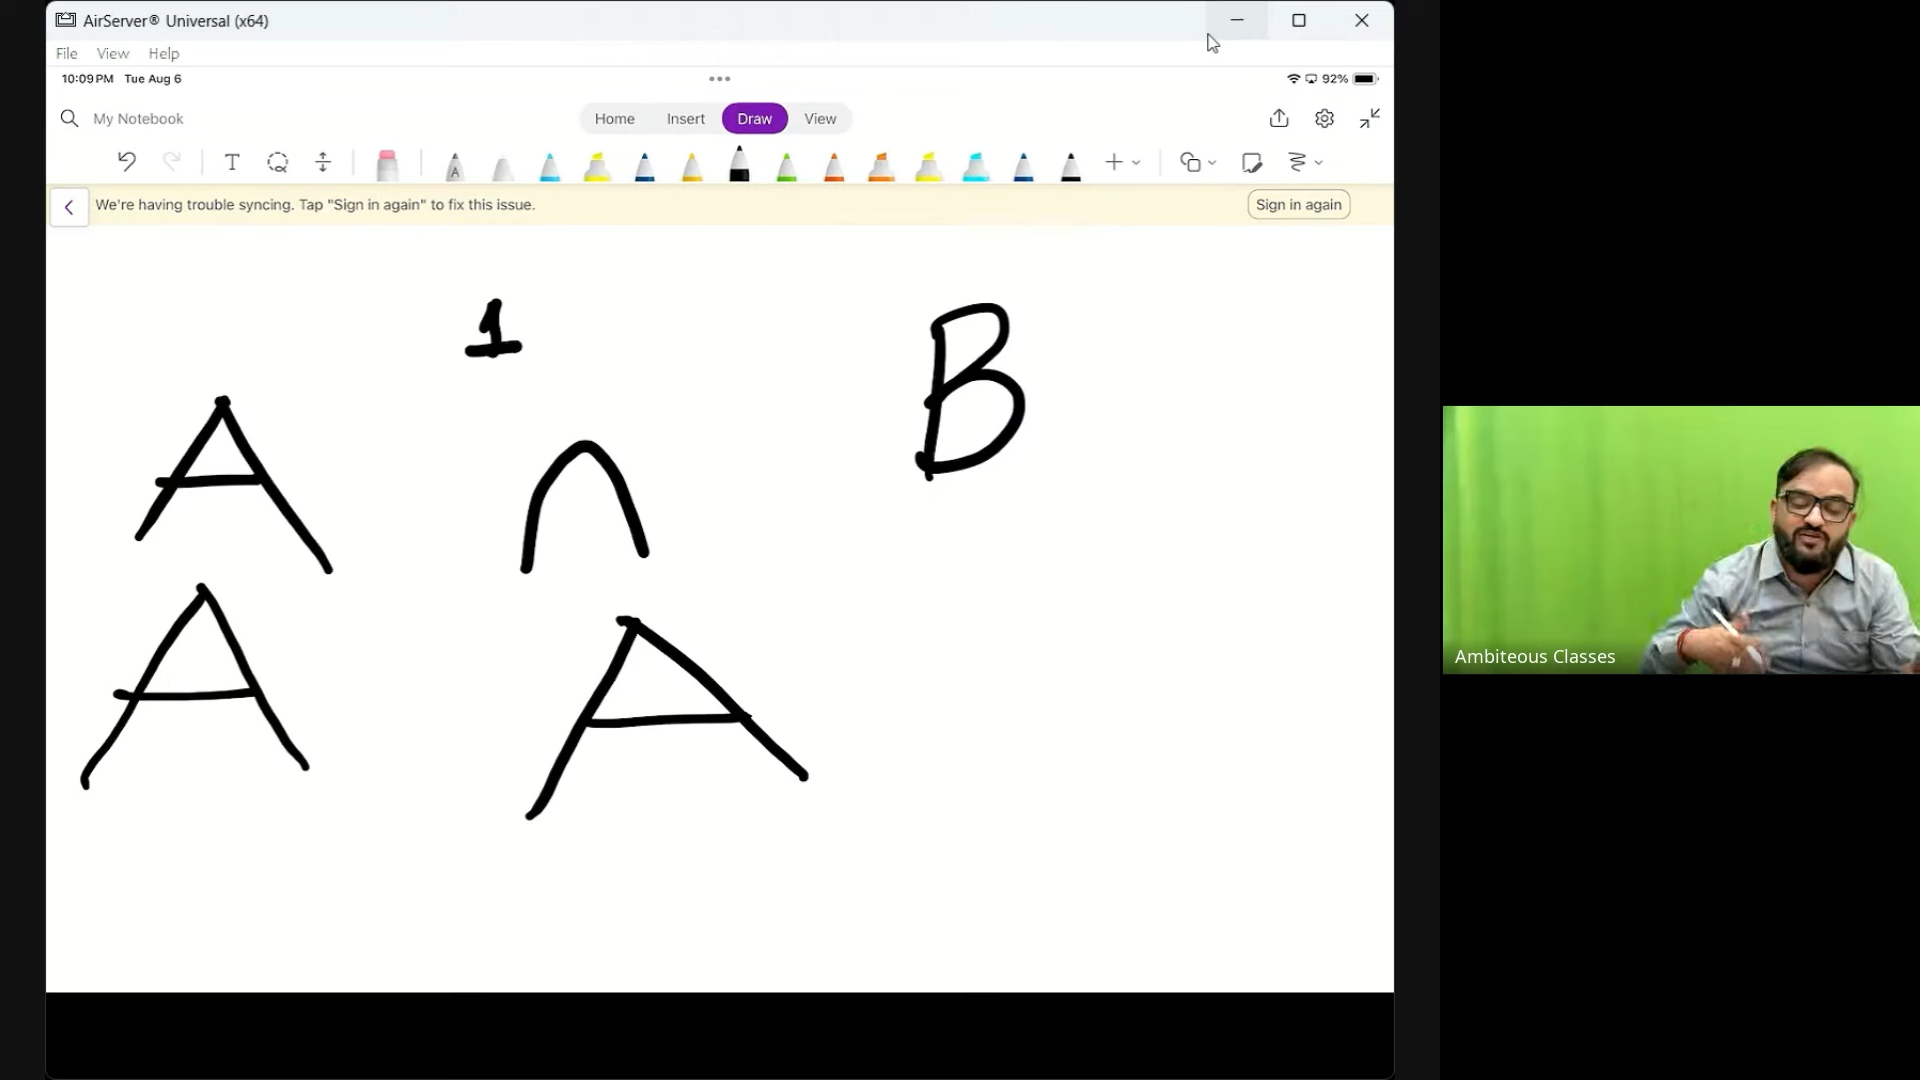 AirServer® Universal (x64)
File View Help
10:09 PM Tue Aug 6 92%
My Notebook Home Insert Draw View
T A
We're having trouble syncing. Tap "Sign in again" to fix this issue. Sign in again
1
B
A ∩
A A
Ambiteous Classes